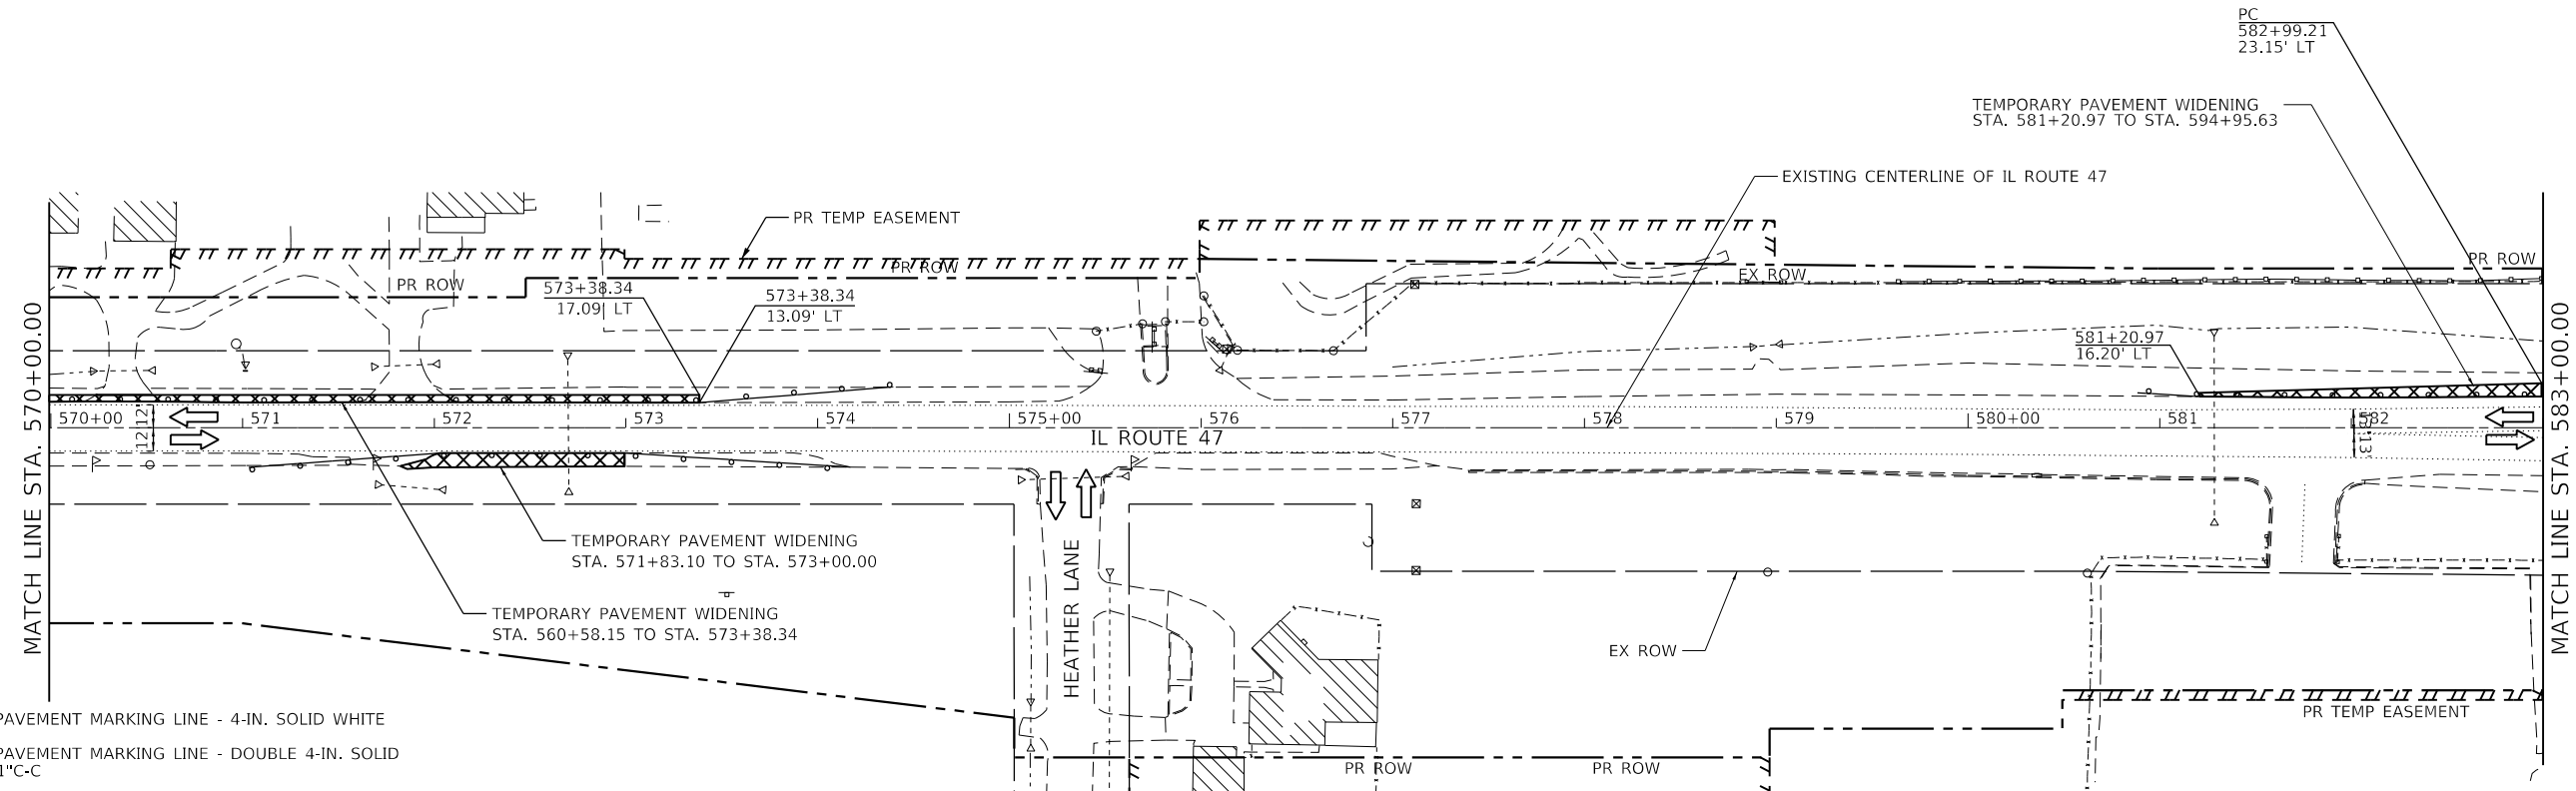 PC
582+99.21
23.15' LT
TEMPORARY PAVEMENT WIDENING
STA. 581+20.97 TO STA. 594+95.63
EXISTING CENTERLINE OF IL ROUTE 47
PR TEMP EASEMENT
PR ROW
PR ROW
EX ROW
PR ROW
573+38.34
17.09' LT
573+38.34
13.09' LT
581+20.97
16.20' LT
MATCH LINE STA. 570+00.00
MATCH LINE STA. 583+00.00
570+00
571
572
573
574
575+00
576
577
578
579
580+00
581
582
12'
12'
13'
IL ROUTE 47
HEATHER LANE
TEMPORARY PAVEMENT WIDENING
STA. 571+83.10 TO STA. 573+00.00
TEMPORARY PAVEMENT WIDENING
STA. 560+58.15 TO STA. 573+38.34
EX ROW
PR TEMP EASEMENT
PAVEMENT MARKING LINE - 4-IN. SOLID WHITE
PAVEMENT MARKING LINE - DOUBLE 4-IN. SOLID
1"C-C
PR ROW
PR ROW